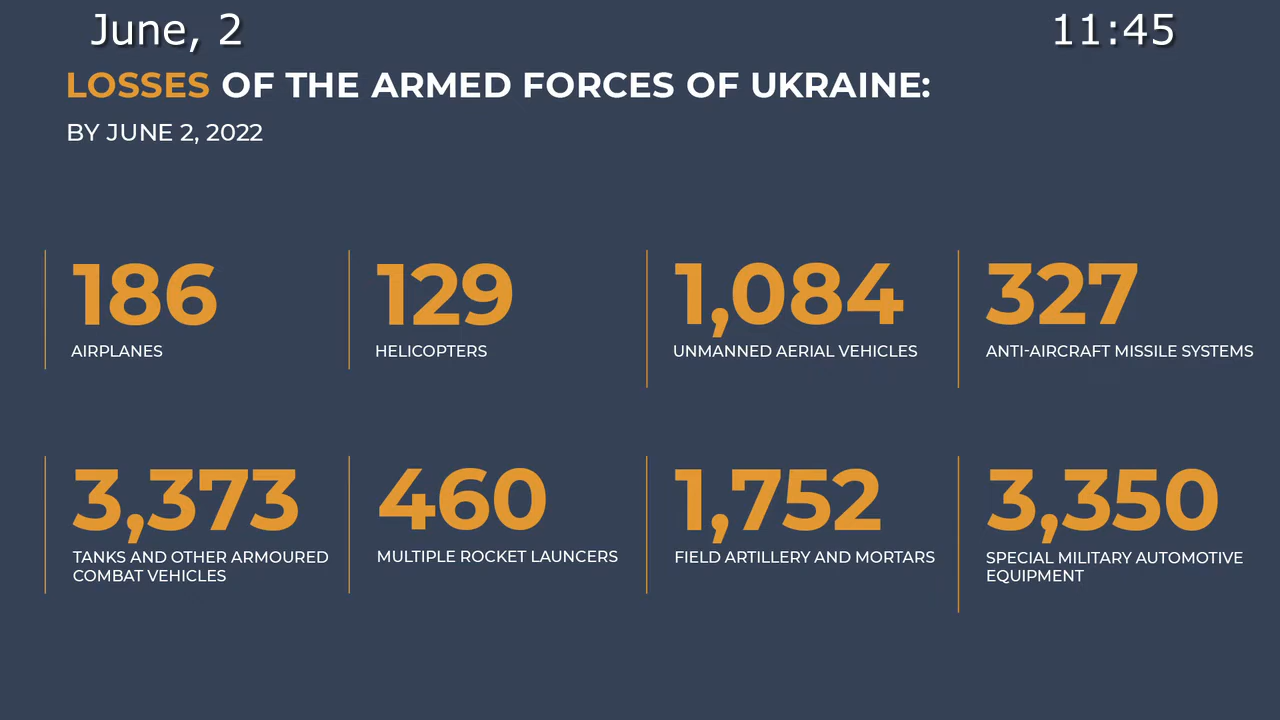 June, 2
11:45
LOSSES OF THE ARMED FORCES OF UKRAINE:
BY JUNE 2, 2022
186
AIRPLANES
129
HELICOPTERS
1,084
UNMANNED AERIAL VEHICLES
327
ANTI-AIRCRAFT MISSILE SYSTEMS
3,373
TANKS AND OTHER ARMOURED
COMBAT VEHICLES
460
MULTIPLE ROCKET LAUNCERS
1,752
FIELD ARTILLERY AND MORTARS
3,350
SPECIAL MILITARY AUTOMOTIVE
EQUIPMENT